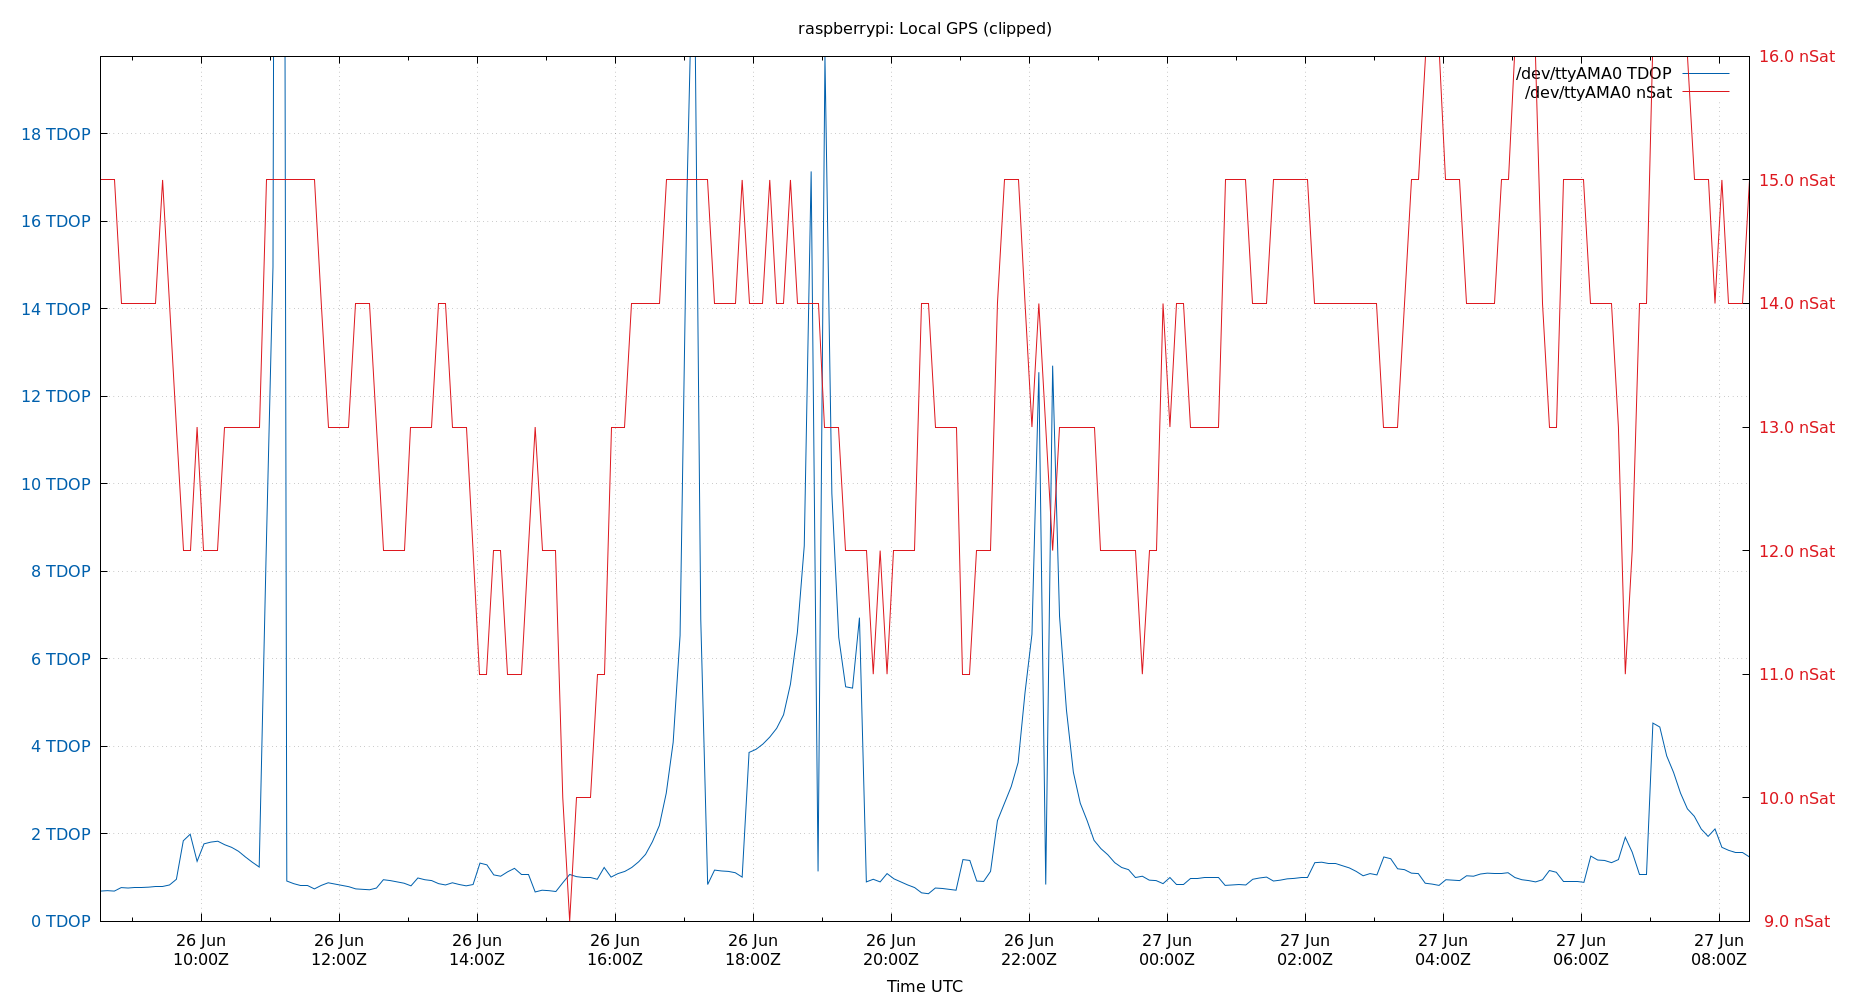 raspberrypi: Local GPS (clipped)
/dev/ttyAMA0 TDOP
/dev/ttyAMA0 nSat
18 TDOP
16 TDOP
14 TDOP
12 TDOP
10 TDOP
8 TDOP
6 TDOP
4 TDOP
2 TDOP
0 TDOP
16.0 nSat
15.0 nSat
14.0 nSat
13.0 nSat
12.0 nSat
11.0 nSat
10.0 nSat
9.0 nSat
26 Jun
10:00Z
26 Jun
12:00Z
26 Jun
14:00Z
26 Jun
16:00Z
26 Jun
18:00Z
26 Jun
20:00Z
26 Jun
22:00Z
27 Jun
00:00Z
27 Jun
02:00Z
27 Jun
04:00Z
27 Jun
06:00Z
27 Jun
08:00Z
Time UTC